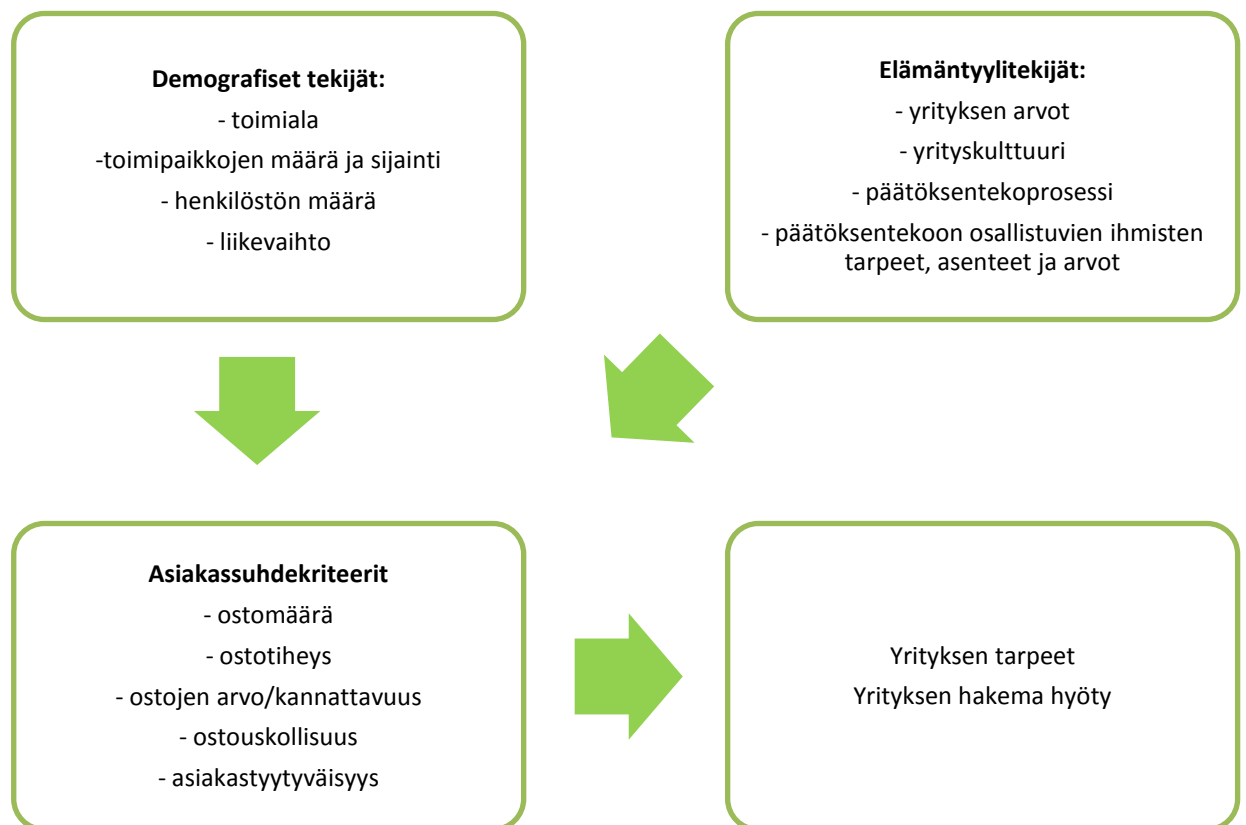 Demografiset tekijät:
- toimiala
-toimipaikkojen määrä ja sijainti
- henkilöstön määrä
- liikevaihto
Elämäntyylitekijät:
- yrityksen arvot
- yrityskulttuuri
- päätöksentekoprosessi
- päätöksentekoon osallistuvien ihmisten
tarpeet, asenteet ja arvot
Asiakassuhdekriteerit
- ostomäärä
- ostotiheys
- ostojen arvo/kannattavuus
- ostouskollisuus
- asiakastyytyväisyys
Yrityksen tarpeet
Yrityksen hakema hyöty